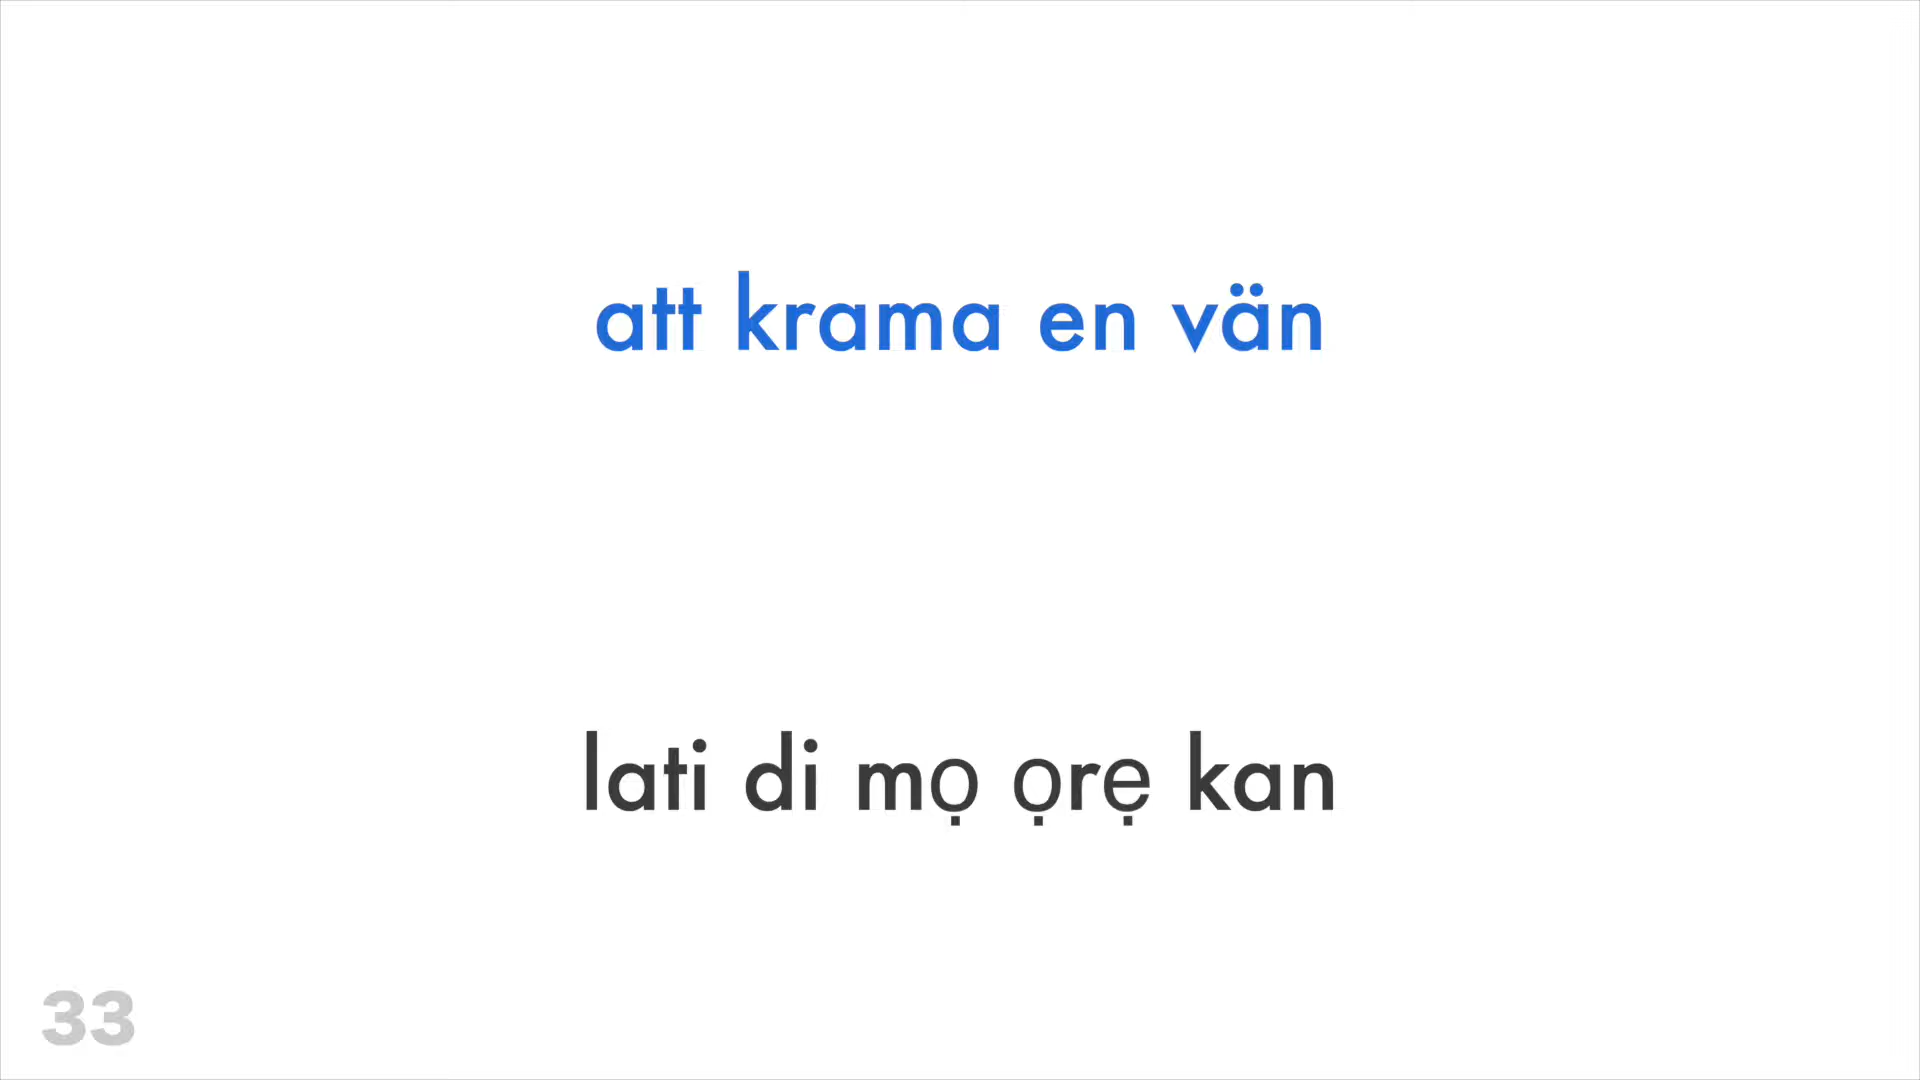 att krama en vän
lati di mọ ọrẹ kan
33